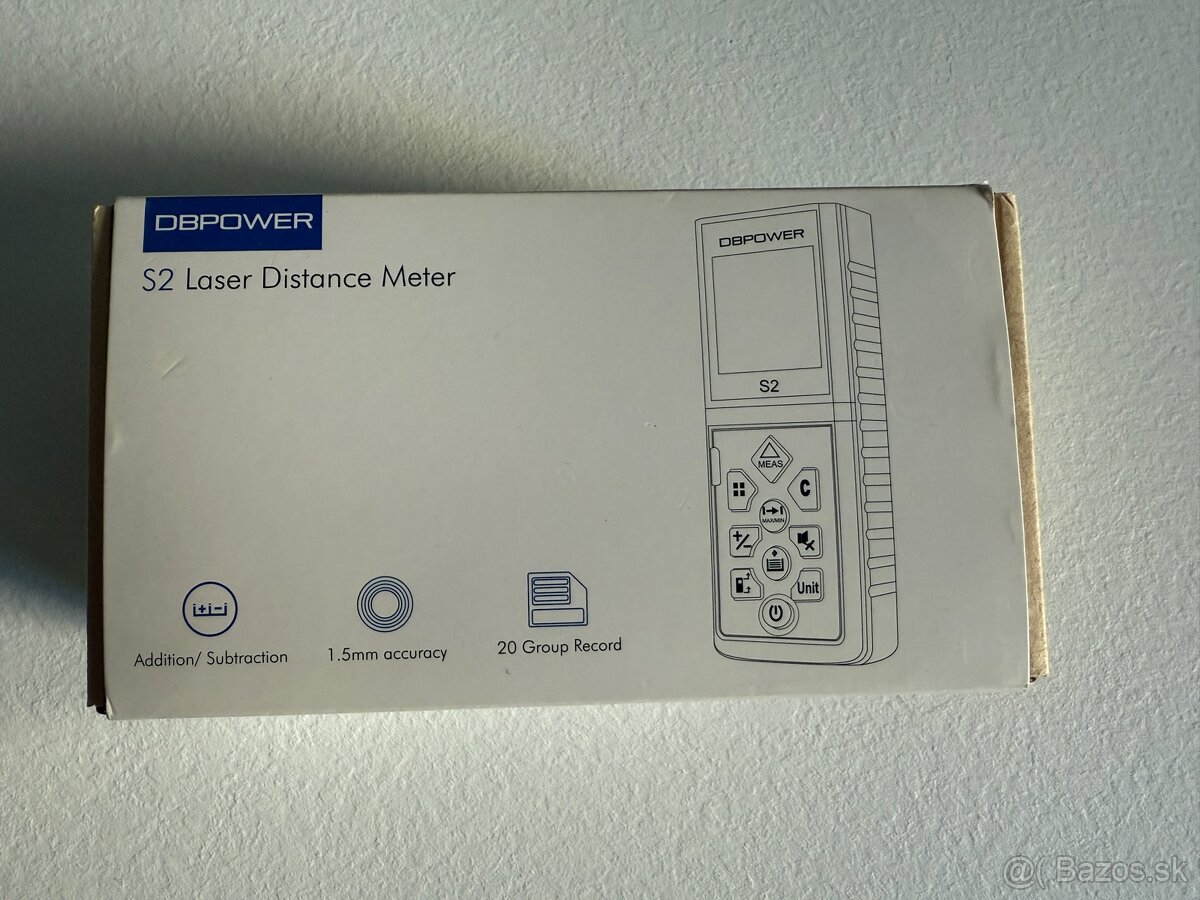 DBPOWER
S2 Laser Distance Meter
DBPOWER
S2
MEAS
C
MAX/MIN
+/-
Unit
Addition/ Subtraction
1.5mm accuracy
20 Group Record
@( Bazos.sk